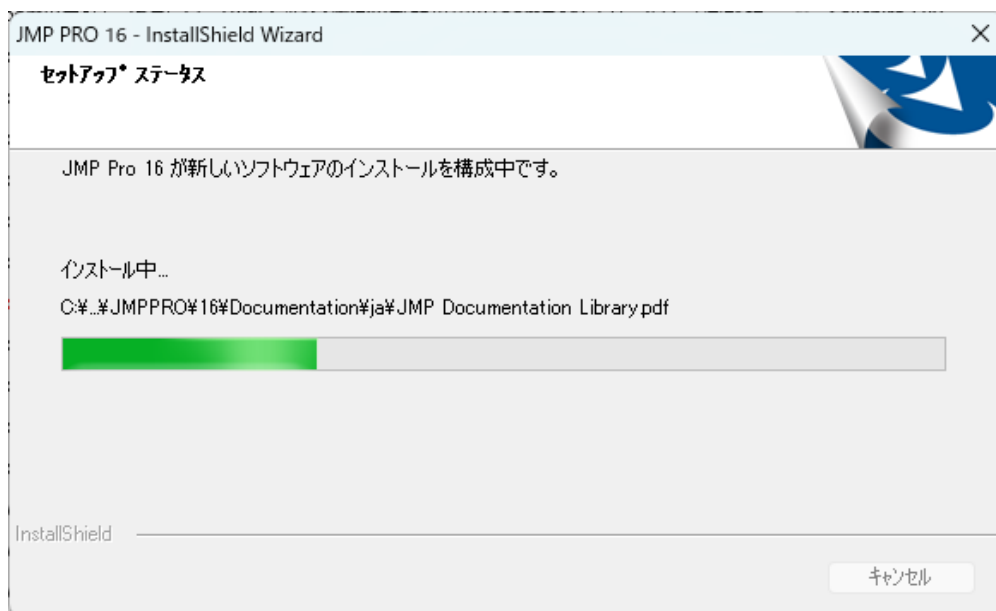 JMP PRO 16 - InstallShield Wizard
セットアップ ステータス
JMP Pro 16 が新しいソフトウェアのインストールを構成中です。
インストール中...
C:¥...¥JMPPRO¥16¥Documentation¥ja¥JMP Documentation Library.pdf
InstallShield
キャンセル